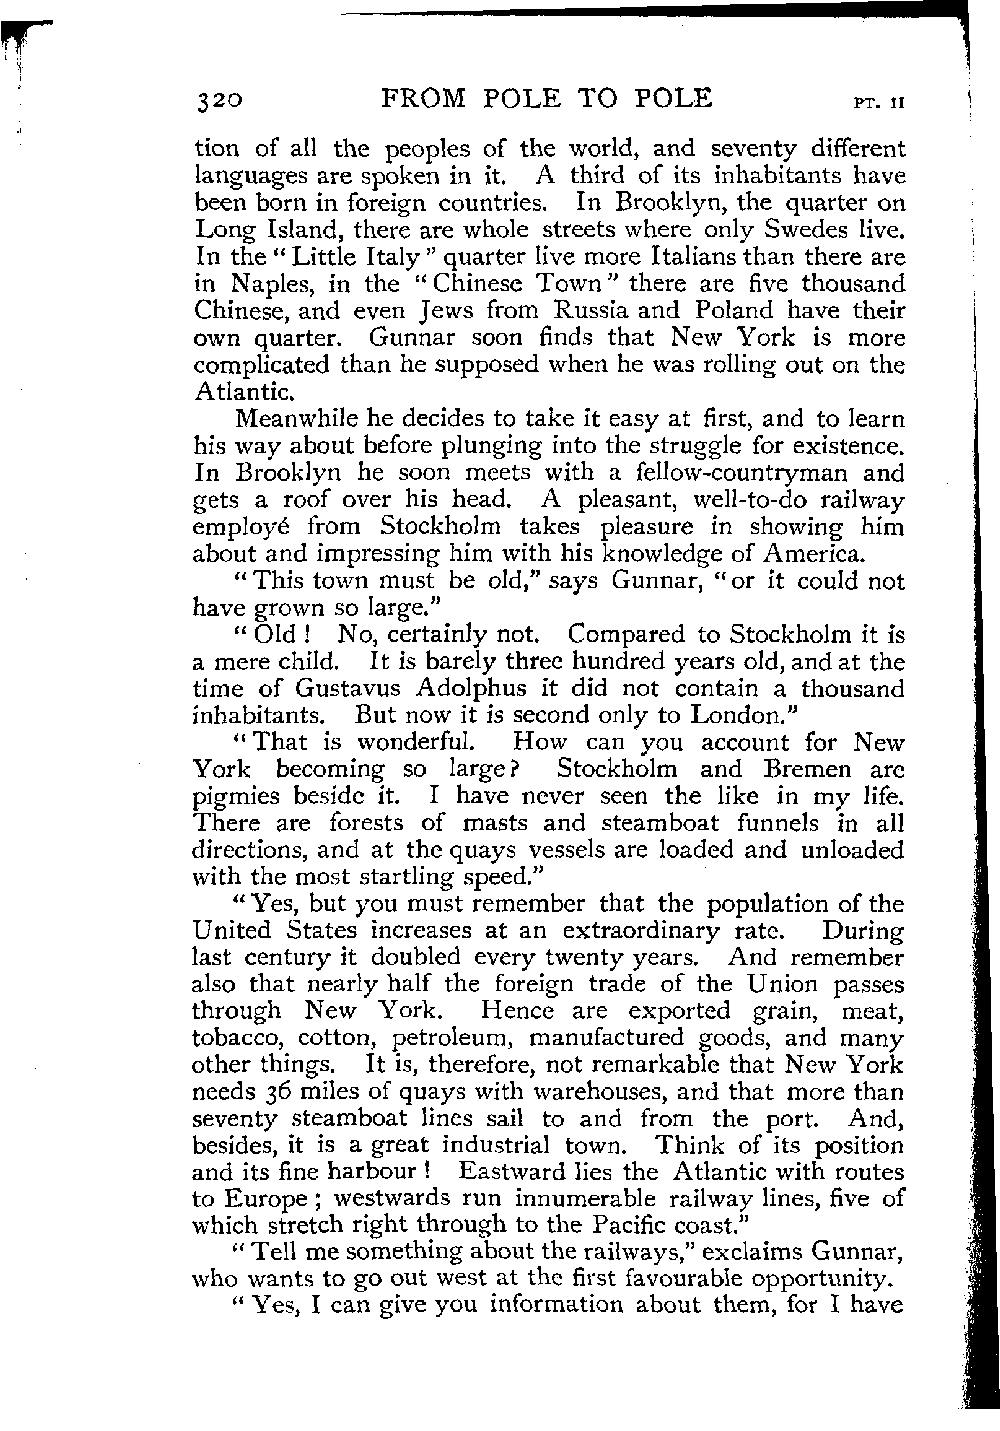 320 FROM POLE TO POLE PT. II
tion of all the peoples of the world, and seventy different
languages are spoken in it. A third of its inhabitants have
been born in foreign countries. In Brooklyn, the quarter on
Long Island, there are whole streets where only Swedes live.
In the “Little Italy” quarter live more Italians than there are
in Naples, in the “Chinese Town” there are five thousand
Chinese, and even Jews from Russia and Poland have their
own quarter. Gunnar soon finds that New York is more
complicated than he supposed when he was rolling out on the
Atlantic.
Meanwhile he decides to take it easy at first, and to learn
his way about before plunging into the struggle for existence.
In Brooklyn he soon meets with a fellow-countryman and
gets a roof over his head. A pleasant, well-to-do railway
employé from Stockholm takes pleasure in showing him
about and impressing him with his knowledge of America.
“This town must be old,” says Gunnar, “or it could not
have grown so large.”
“Old! No, certainly not. Compared to Stockholm it is
a mere child. It is barely three hundred years old, and at the
time of Gustavus Adolphus it did not contain a thousand
inhabitants. But now it is second only to London.”
“That is wonderful. How can you account for New
York becoming so large? Stockholm and Bremen are
pigmies beside it. I have never seen the like in my life.
There are forests of masts and steamboat funnels in all
directions, and at the quays vessels are loaded and unloaded
with the most startling speed.”
“Yes, but you must remember that the population of the
United States increases at an extraordinary rate. During
last century it doubled every twenty years. And remember
also that nearly half the foreign trade of the Union passes
through New York. Hence are exported grain, meat,
tobacco, cotton, petroleum, manufactured goods, and many
other things. It is, therefore, not remarkable that New York
needs 36 miles of quays with warehouses, and that more than
seventy steamboat lines sail to and from the port. And,
besides, it is a great industrial town. Think of its position
and its fine harbour! Eastward lies the Atlantic with routes
to Europe; westwards run innumerable railway lines, five of
which stretch right through to the Pacific coast.”
“Tell me something about the railways,” exclaims Gunnar,
who wants to go out west at the first favourable opportunity.
“Yes, I can give you information about them, for I have